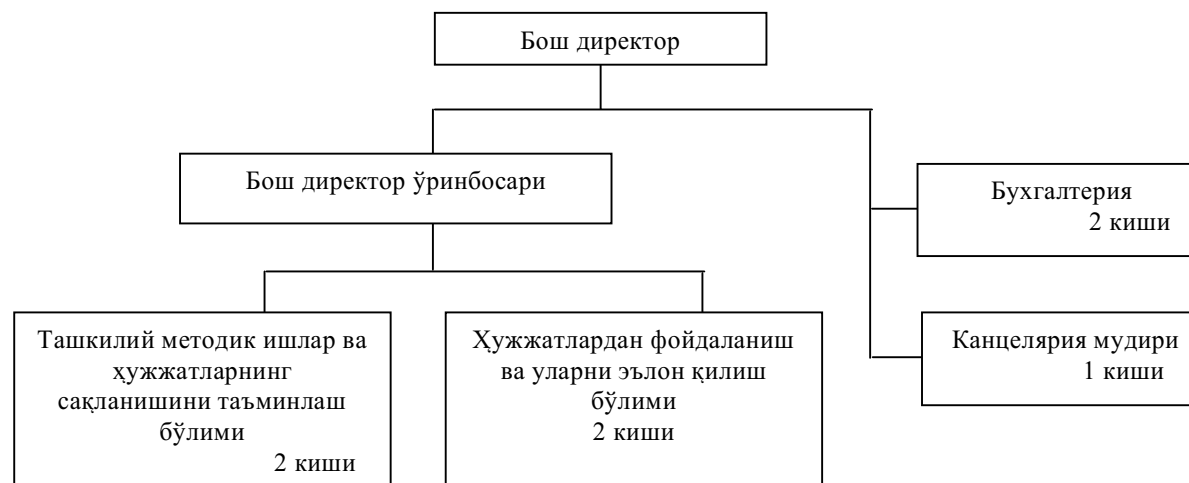 Бош директор
Бош директор ўринбосари
Бухгалтерия
2 киши
Ташкилий методик ишлар ва
ҳужжатларнинг
сақланишини таъминлаш
бўлими
2 киши
Ҳужжатлардан фойдаланиш
ва уларни эълон қилиш
бўлими
2 киши
Канцелярия мудири
1 киши